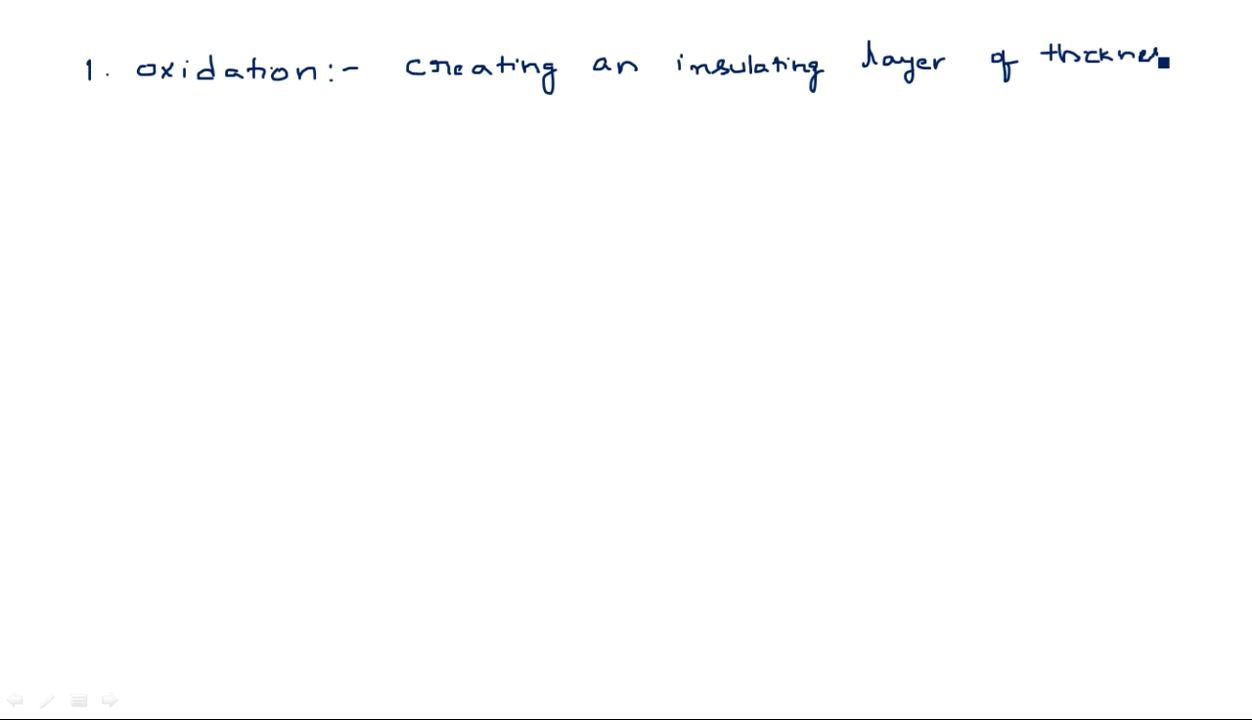 1. oxidation:- creating an insulating layer of thicknes